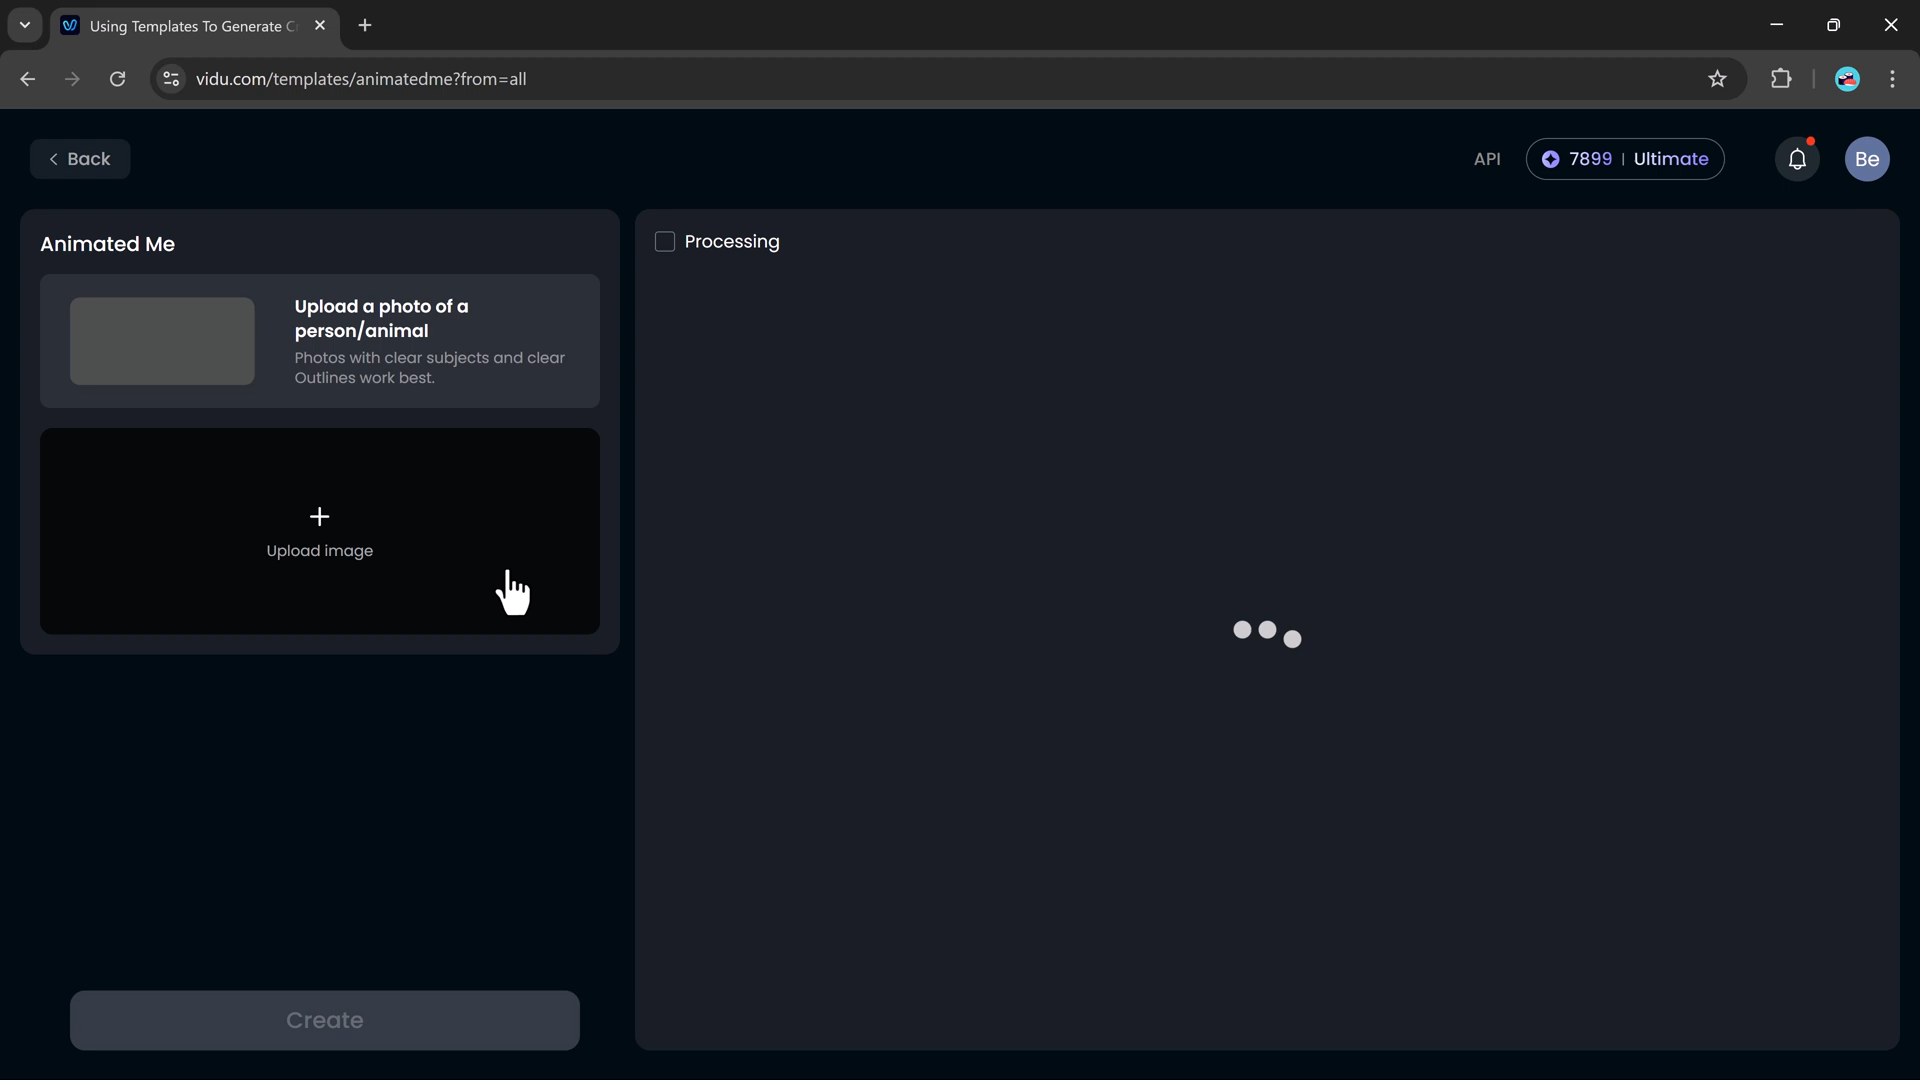 Using Templates To Generate
vidu.com/templates/animatedme?from=all
Back
API
7899 | Ultimate
Be
Animated Me
Processing
Upload a photo of a
person/animal
Photos with clear subjects and clear
Outlines work best.
Upload image
Create